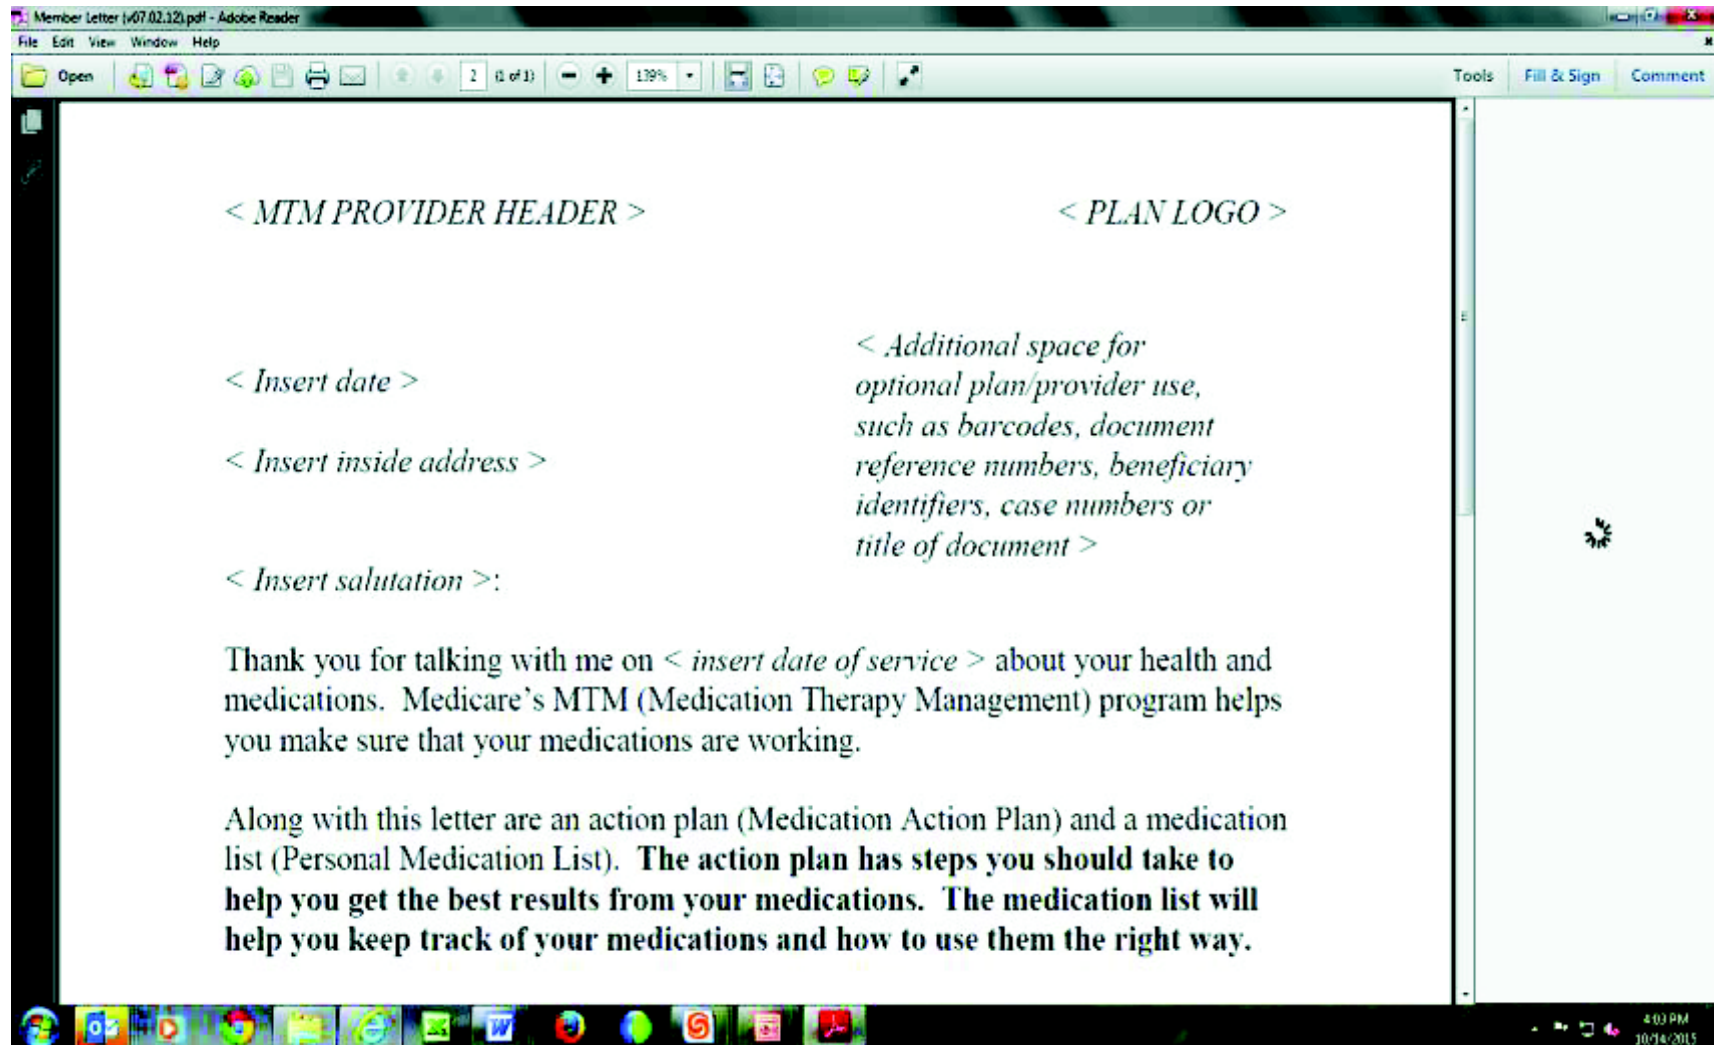 Member Letter (v07.02.12).pdf - Adobe Reader
File Edit View Window Help
Open 2 (1 of 1) 139% Tools Fill & Sign Comment
< MTM PROVIDER HEADER > < PLAN LOGO >
< Insert date >
< Insert inside address >
< Additional space for
optional plan/provider use,
such as barcodes, document
reference numbers, beneficiary
identifiers, case numbers or
title of document >
< Insert salutation >:
Thank you for talking with me on < insert date of service > about your health and
medications.  Medicare's MTM (Medication Therapy Management) program helps
you make sure that your medications are working.
Along with this letter are an action plan (Medication Action Plan) and a medication
list (Personal Medication List).  The action plan has steps you should take to
help you get the best results from your medications.  The medication list will
help you keep track of your medications and how to use them the right way.
4:03 PM
10/14/2015